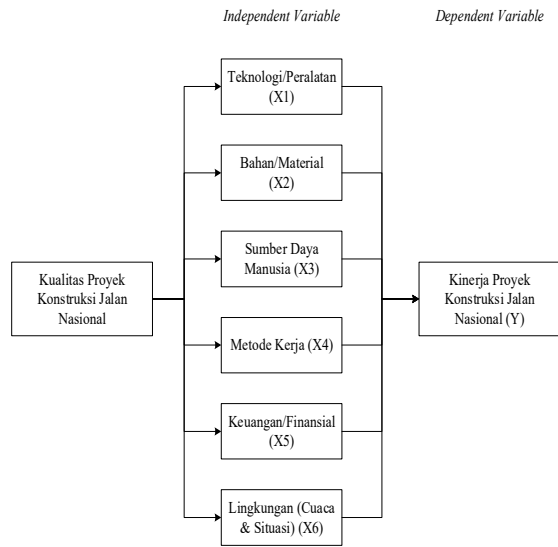 Independent Variable
Dependent Variable
Teknologi/Peralatan
(X1)
Bahan/Material
(X2)
Sumber Daya
Manusia (X3)
Kualitas Proyek
Konstruksi Jalan
Nasional
Kinerja Proyek
Konstruksi Jalan
Nasional (Y)
Metode Kerja (X4)
Keuangan/Finansial
(X5)
Lingkungan (Cuaca
& Situasi) (X6)